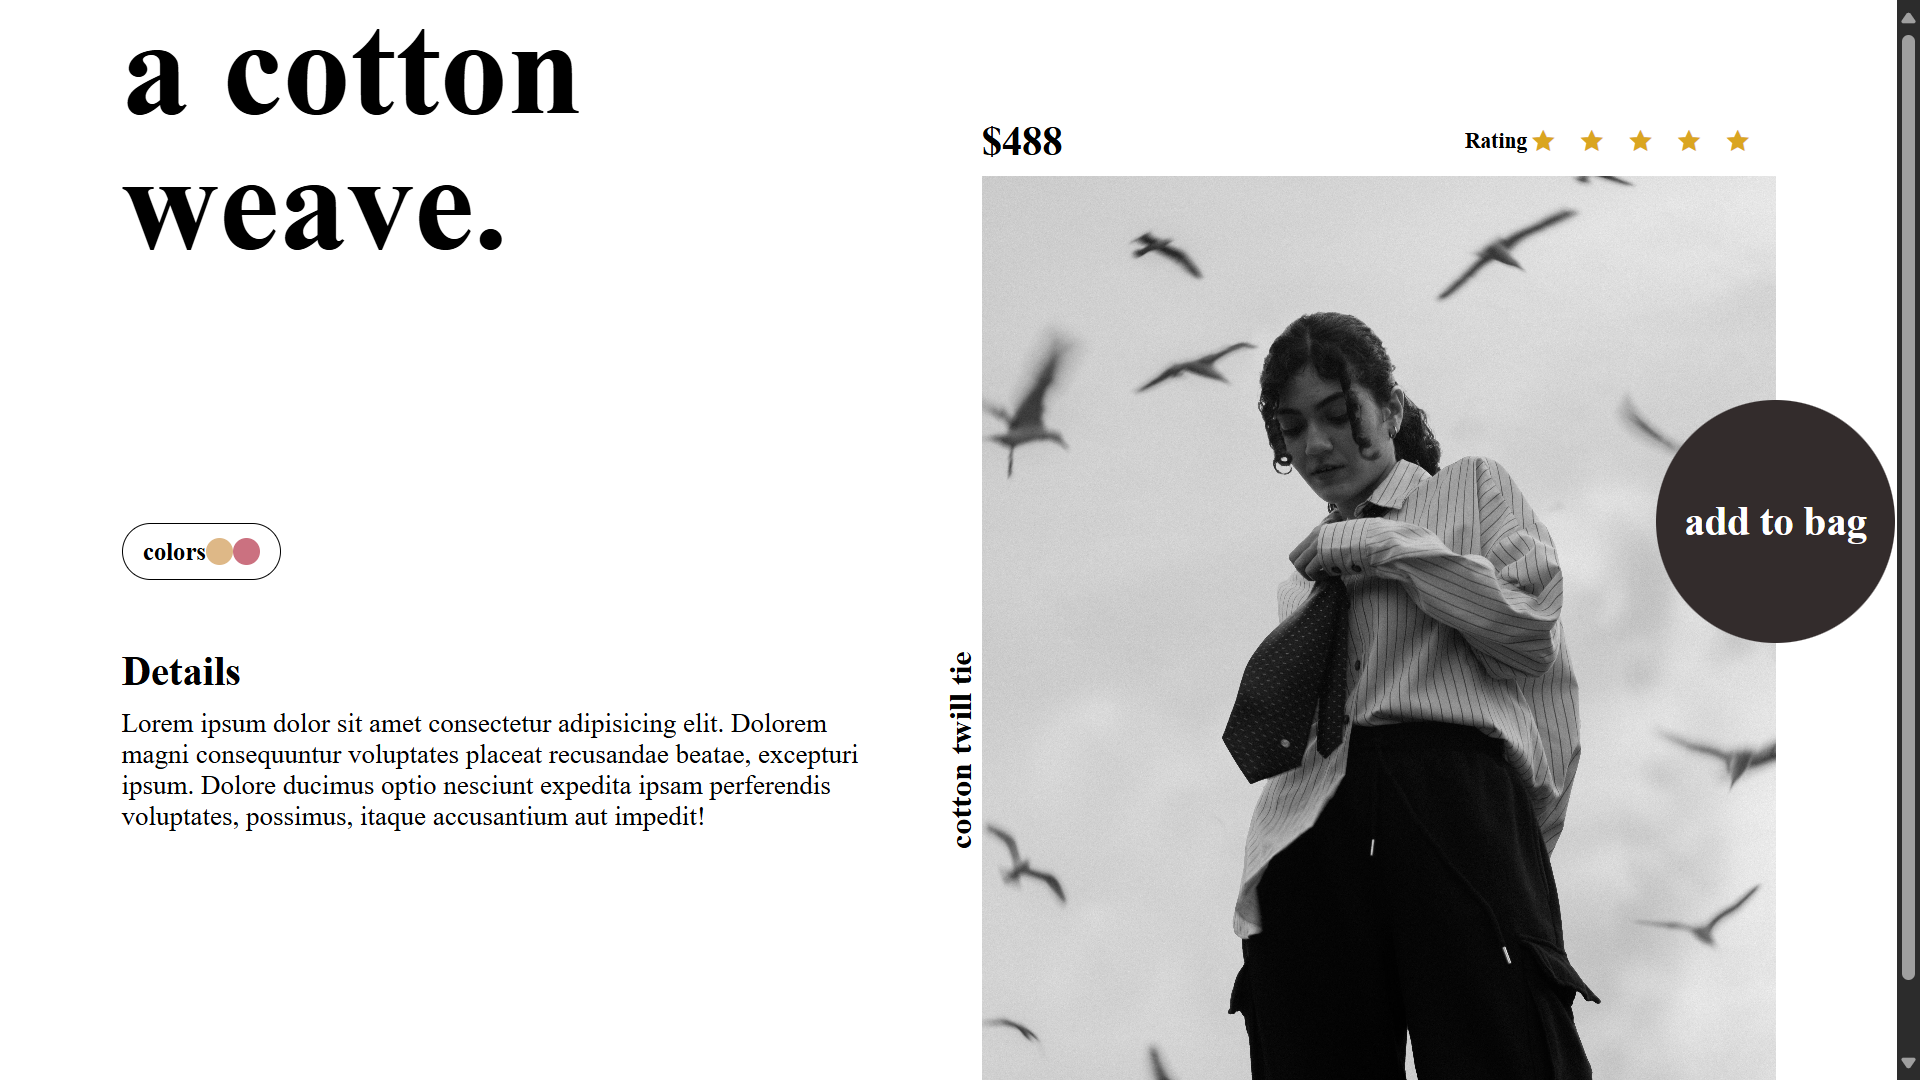 a cotton
weave.
$488
Rating
add to bag
colors
cotton twill tie
Details
Lorem ipsum dolor sit amet consectetur adipisicing elit. Dolorem
magni consequuntur voluptates placeat recusandae beatae, excepturi
ipsum. Dolore ducimus optio nesciunt expedita ipsam perferendis
voluptates, possimus, itaque accusantium aut impedit!